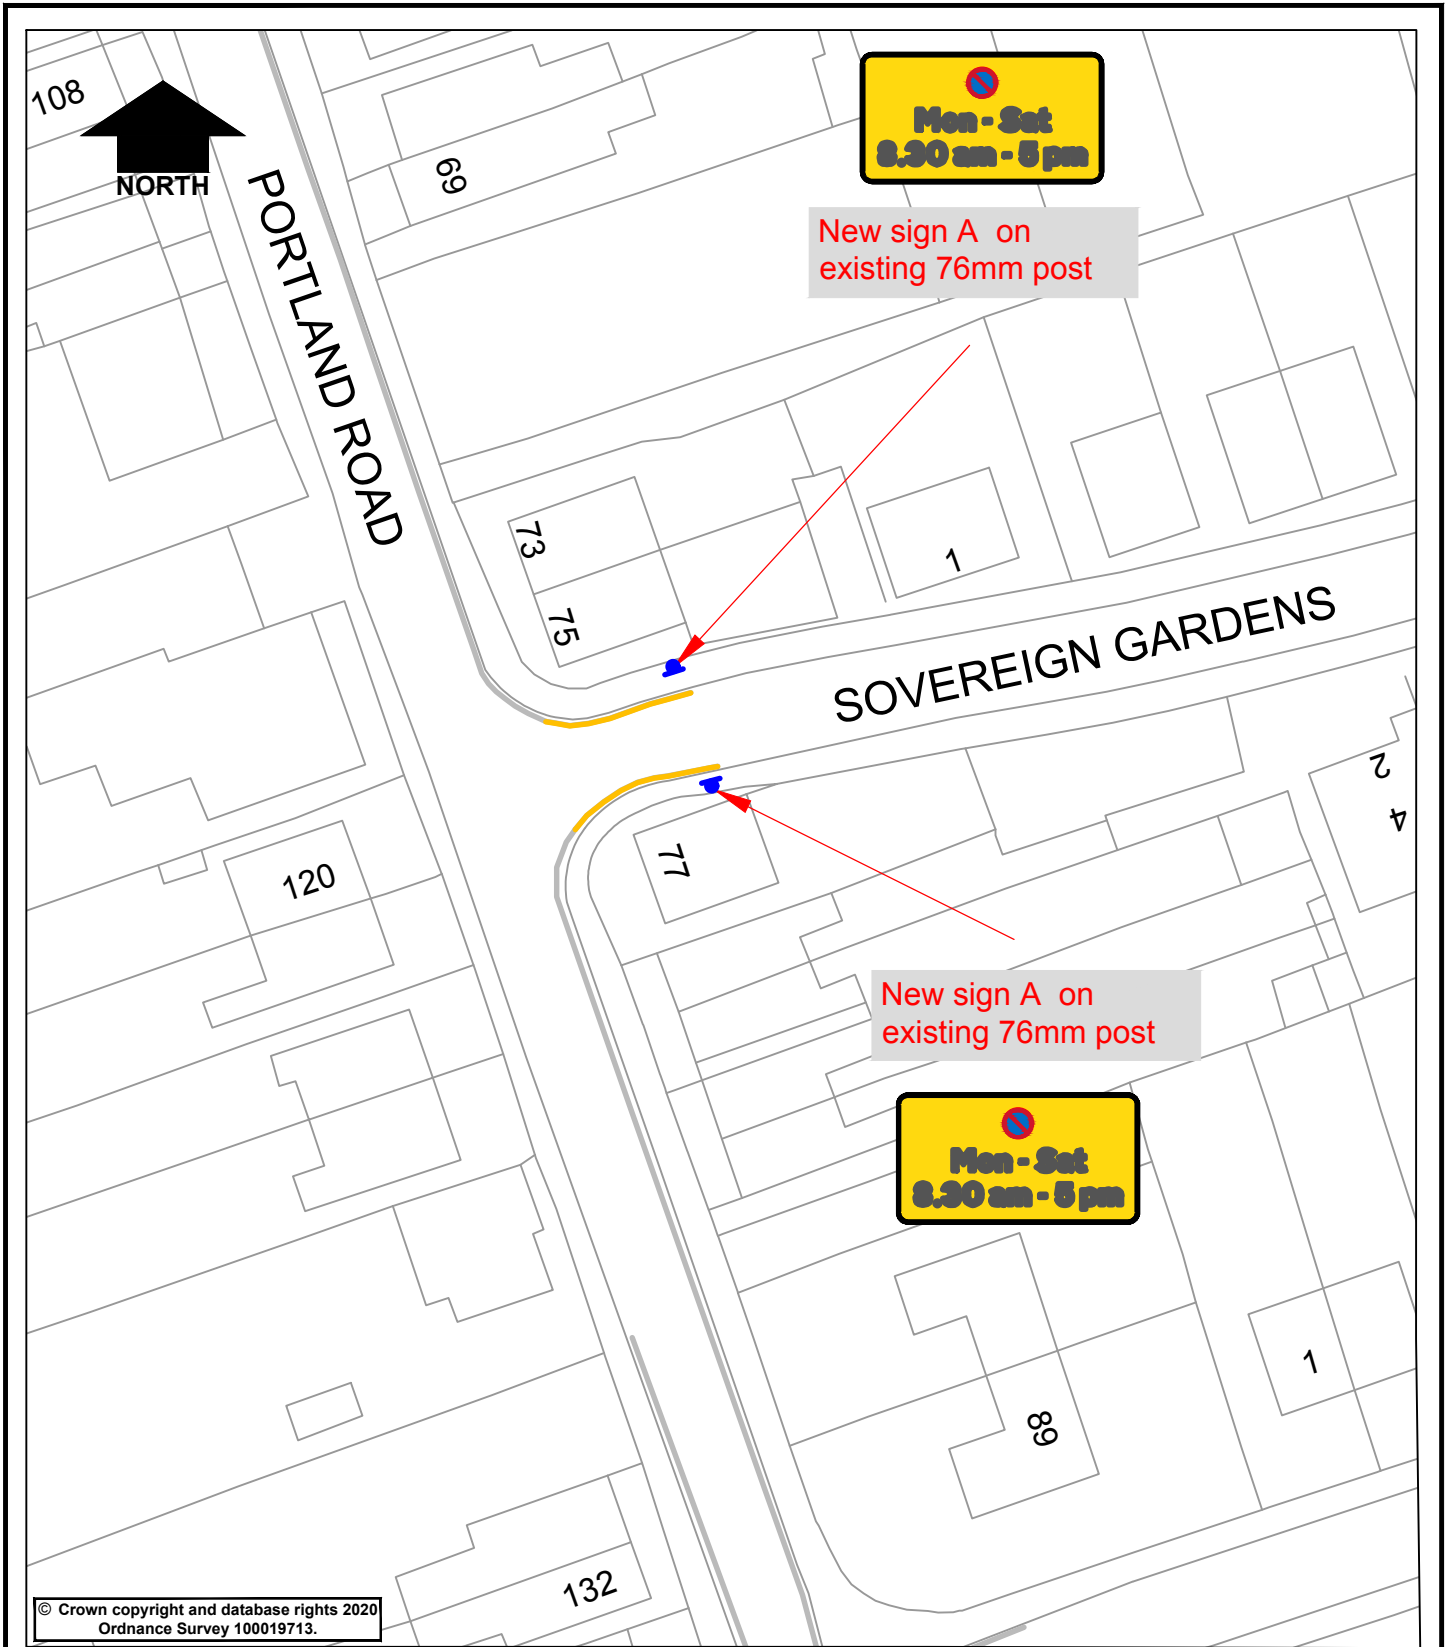 108
NORTH
69
Mon - Sat
8.30 am - 5 pm
New sign A on
existing 76mm post
PORTLAND ROAD
73
75
1
SOVEREIGN GARDENS
2
4
77
120
New sign A on
existing 76mm post
Mon - Sat
8.30 am - 5 pm
1
89
132
© Crown copyright and database rights 2020
Ordnance Survey 100019713.